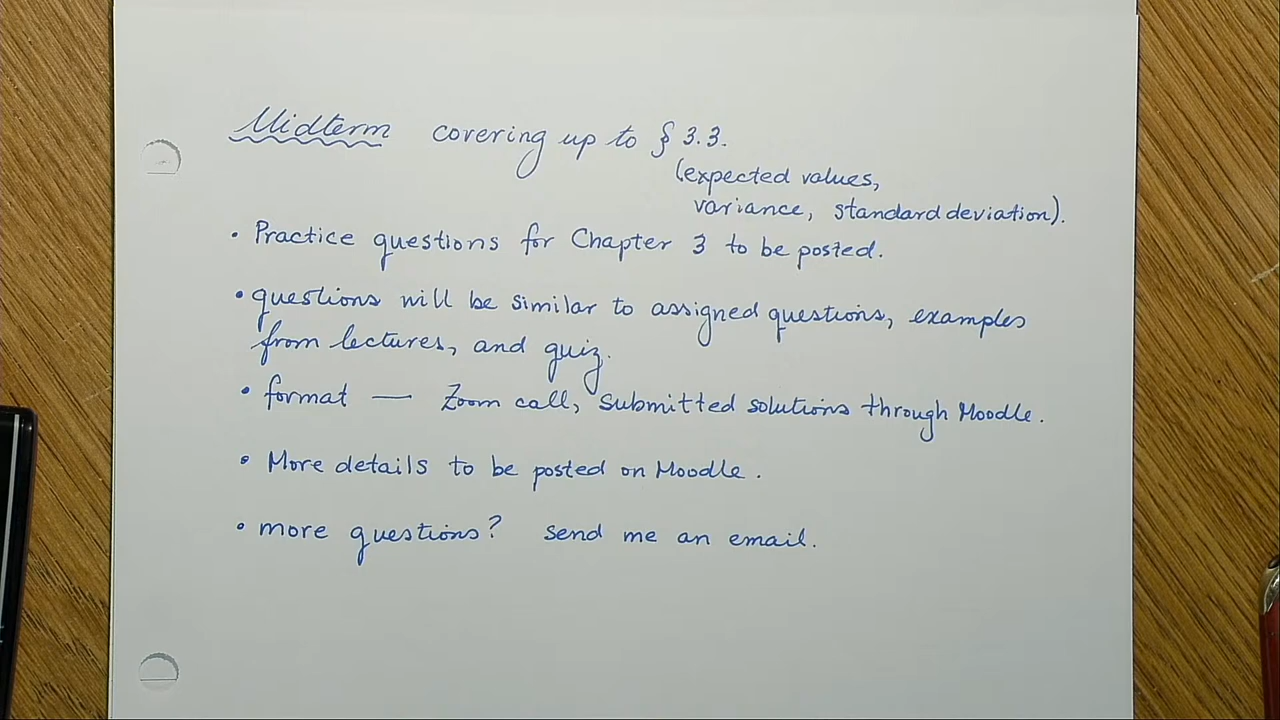 Midterm covering up to § 3.3.
(expected values,
variance, standard deviation).
• Practice questions for Chapter 3 to be posted.
• questions will be similar to assigned questions, examples
from lectures, and quiz.
• format — Zoom call, submitted solutions through Moodle.
• More details to be posted on Moodle.
• more questions? send me an email.